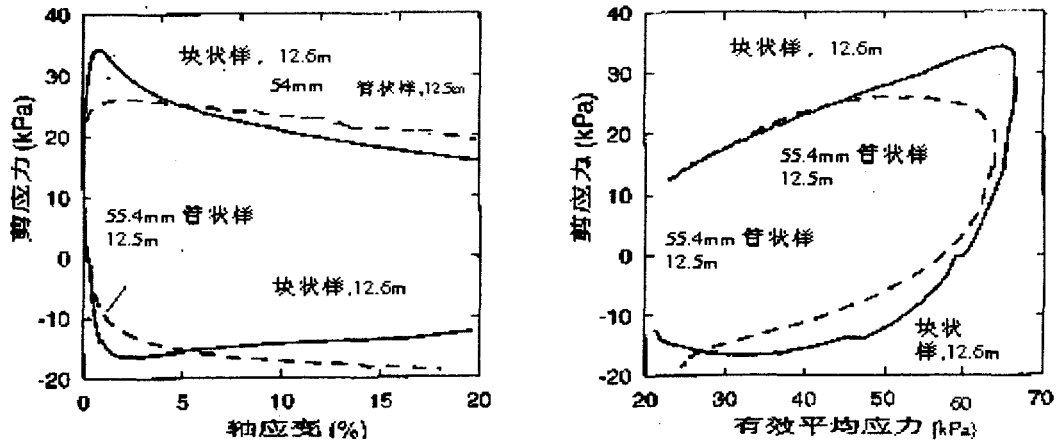 40
30
20
10
0
-10
-20
剪应力 (kPa)
块状样， 12.6m
54mm 管状样,12.5cm
55.4mm 管状样
12.5m
块状样,12.6m
0 5 10 15 20
轴应变 (%)
40
30
20
10
0
-10
-20
剪应力 (kPa)
块状样， 12.6m
55.4mm 管状样
12.5m
55.4mm 管状样
12.5m
块状
样,12.6m
20 30 40 50 60 70
有效平均应力 (kPa)